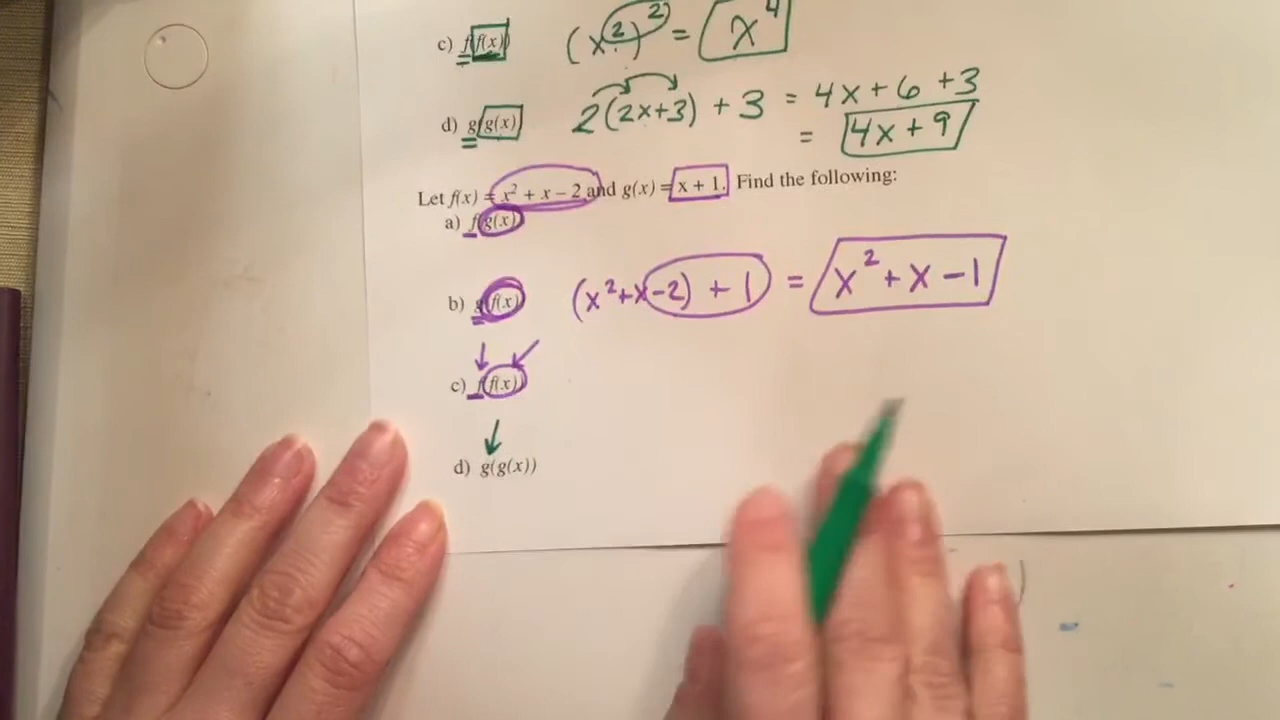 c) f(f(x)) (x²)² = x⁴
d) g(g(x)) 2(2x+3) + 3 = 4x + 6 + 3
= 4x + 9
Let f(x) = x² + x – 2 and g(x) = x + 1. Find the following:
a) f(g(x))
b) g(f(x)) (x²+x-2) + 1 = x² + x - 1
c) f(f(x))
d) g(g(x))